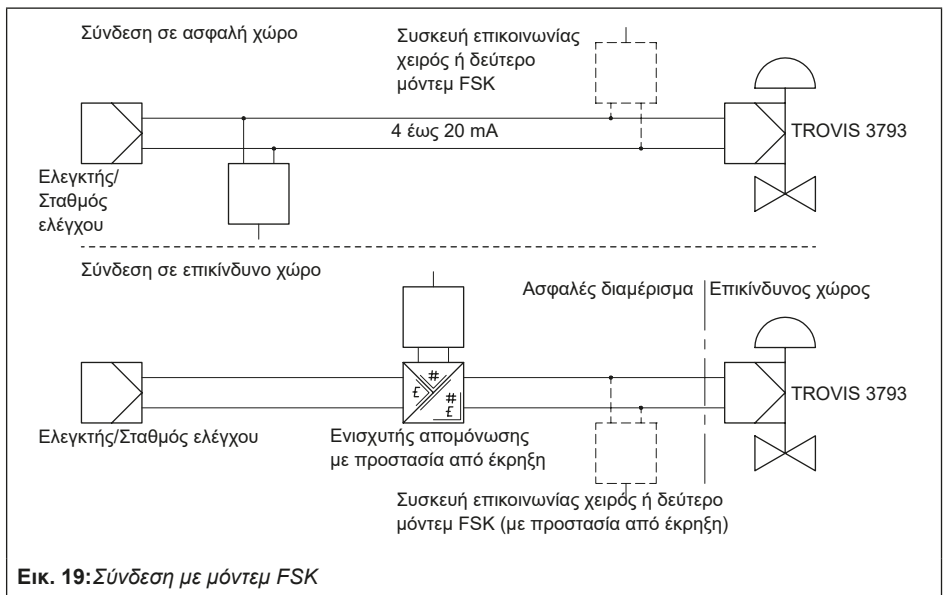 Σύνδεση σε ασφαλή χώρο
Συσκευή επικοινωνίας
χειρός ή δεύτερο
μόντεμ FSK
4 έως 20 mA
TROVIS 3793
Ελεγκτής/
Σταθμός
ελέγχου
Σύνδεση σε επικίνδυνο χώρο
Ασφαλές διαμέρισμα
Επικίνδυνος χώρος
TROVIS 3793
Ελεγκτής/Σταθμός ελέγχου
Ενισχυτής απομόνωσης
με προστασία από έκρηξη
Συσκευή επικοινωνίας χειρός ή δεύτερο
μόντεμ FSK (με προστασία από έκρηξη)
Εικ. 19: Σύνδεση με μόντεμ FSK